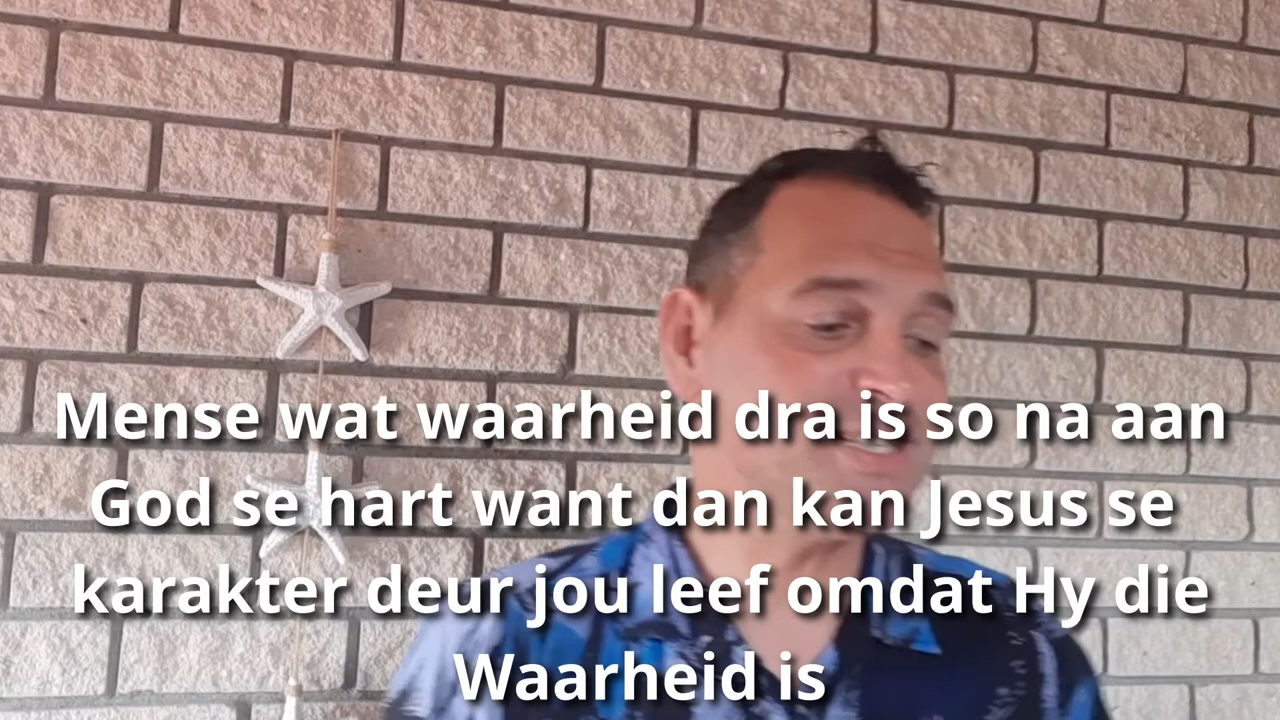 Mense wat waarheid dra is so na aan
God se hart want dan kan Jesus se
karakter deur jou leef omdat Hy die
Waarheid is